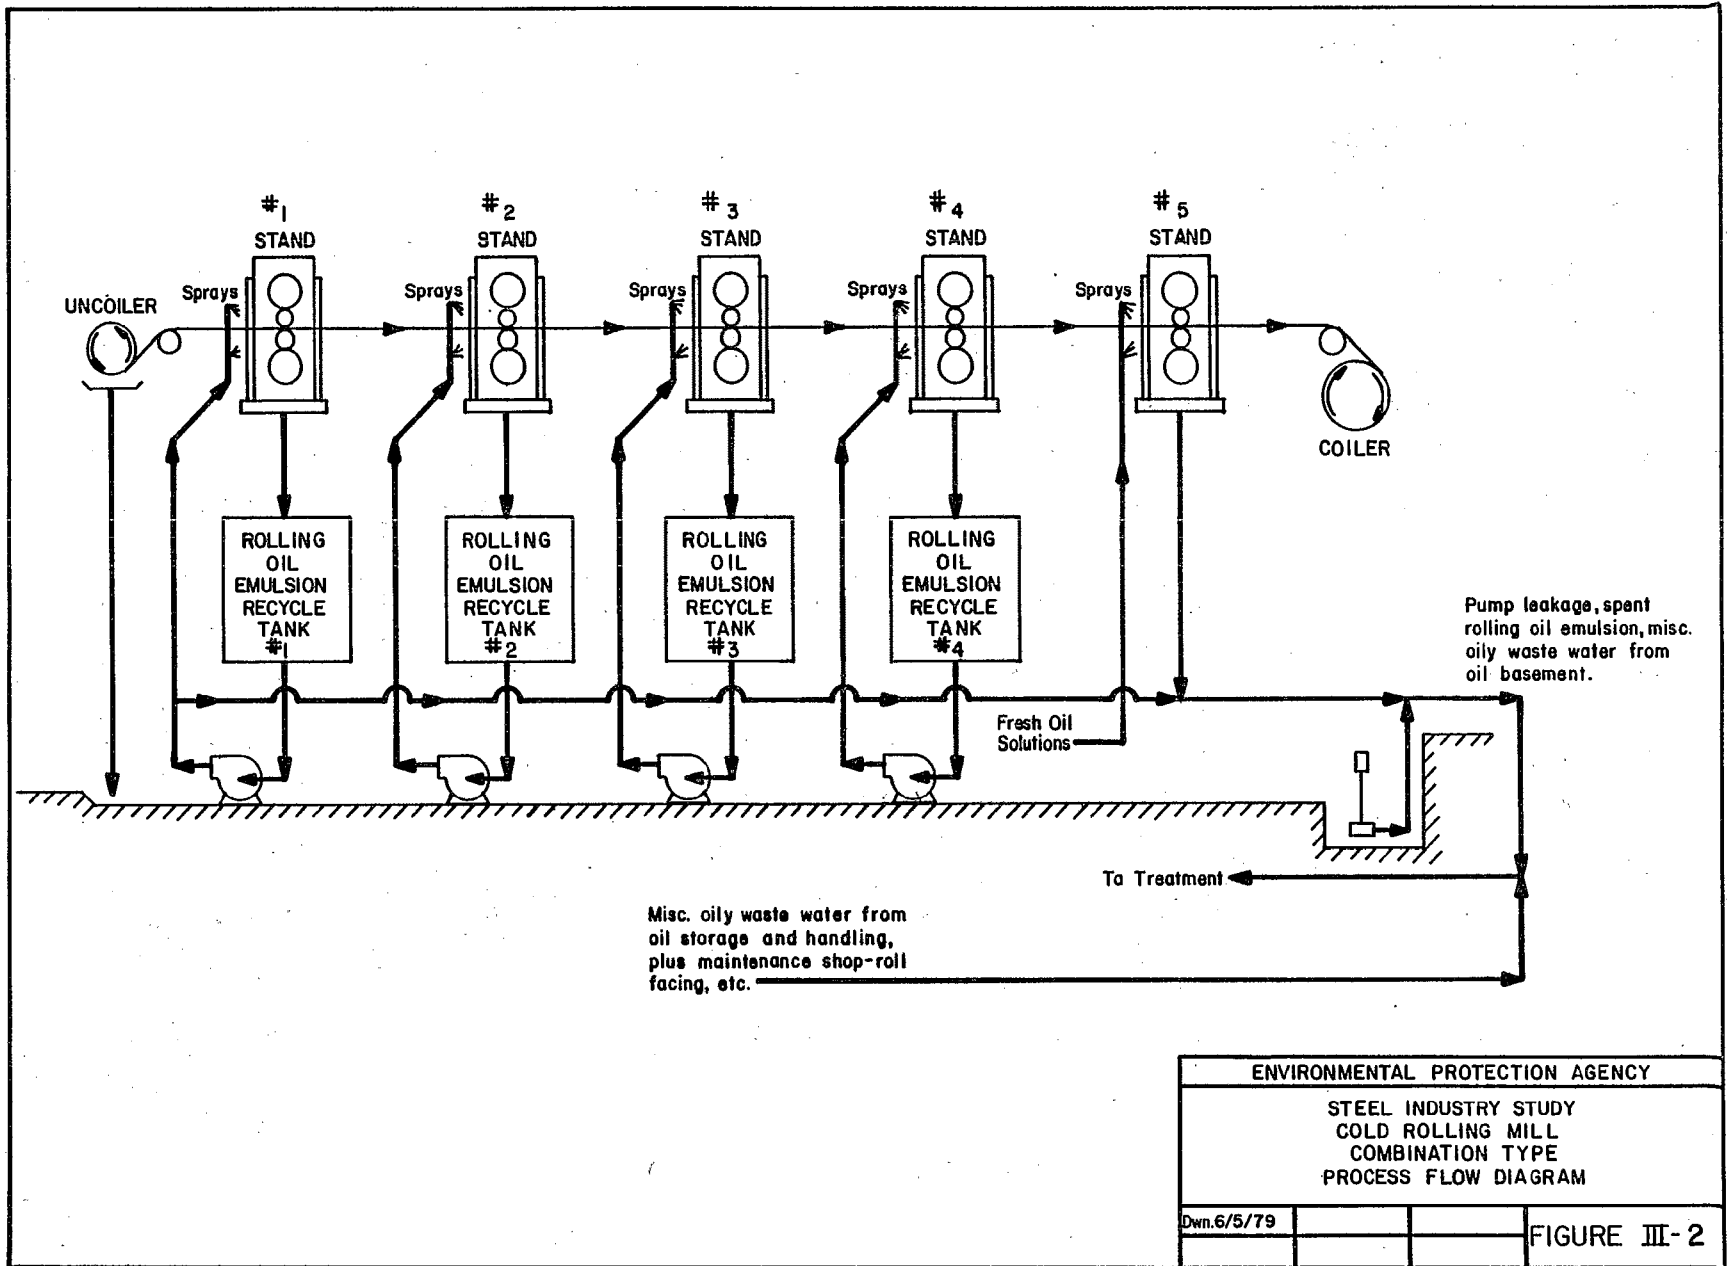 #1
STAND
#2
STAND
#3
STAND
#4
STAND
#5
STAND
UNCOILER
Sprays
Sprays
Sprays
Sprays
Sprays
COILER
ROLLING
OIL
EMULSION
RECYCLE
TANK
#1
ROLLING
OIL
EMULSION
RECYCLE
TANK
#2
ROLLING
OIL
EMULSION
RECYCLE
TANK
#3
ROLLING
OIL
EMULSION
RECYCLE
TANK
#4
Pump leakage, spent
rolling oil emulsion, misc.
oily waste water from
oil basement.
Fresh Oil
Solutions
Ta Treatment
Misc. oily waste water from
oil storage and handling,
plus maintenance shop-roll
facing, etc.
ENVIRONMENTAL PROTECTION AGENCY
STEEL INDUSTRY STUDY
COLD ROLLING MILL
COMBINATION TYPE
PROCESS FLOW DIAGRAM
Dwn.6/5/79
FIGURE III-2